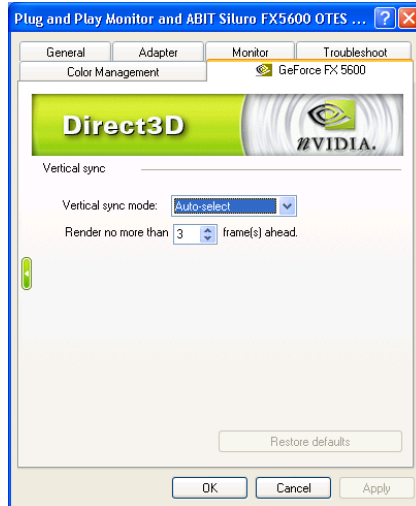 Plug and Play Monitor and ABIT Siluro FX5600 OTES ...
General Adapter Monitor Troubleshoot
Color Management GeForce FX 5600
Direct3D
nVIDIA.
Vertical sync
Vertical sync mode: Auto-select
Render no more than 3 frame(s) ahead.
Restore defaults
OK Cancel Apply